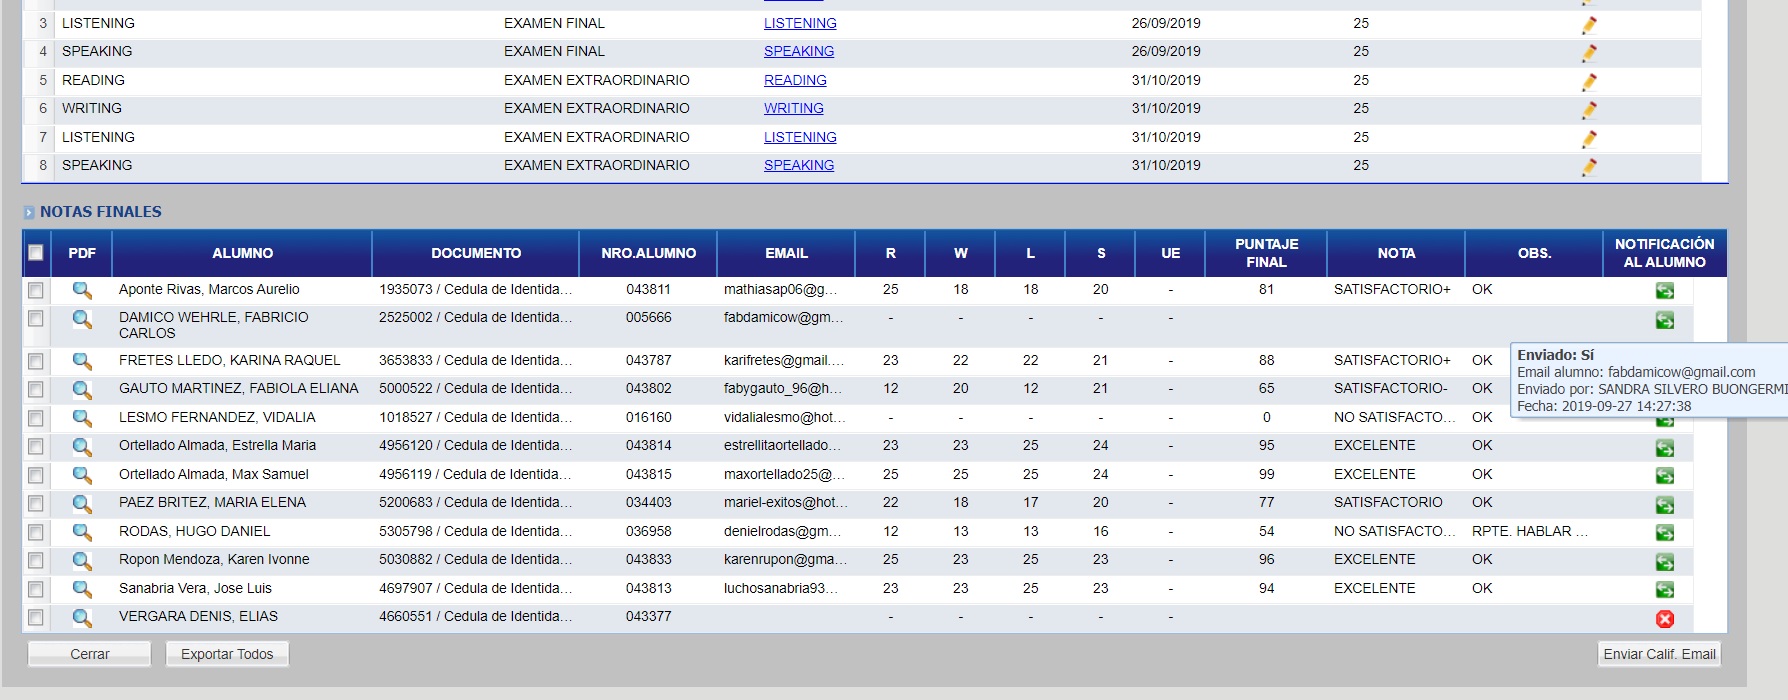 3 LISTENING EXAMEN FINAL LISTENING 26/09/2019 25
4 SPEAKING EXAMEN FINAL SPEAKING 26/09/2019 25
5 READING EXAMEN EXTRAORDINARIO READING 31/10/2019 25
6 WRITING EXAMEN EXTRAORDINARIO WRITING 31/10/2019 25
7 LISTENING EXAMEN EXTRAORDINARIO LISTENING 31/10/2019 25
8 SPEAKING EXAMEN EXTRAORDINARIO SPEAKING 31/10/2019 25
NOTAS FINALES
PDF ALUMNO DOCUMENTO NRO.ALUMNO EMAIL R W L S UE PUNTAJE FINAL NOTA OBS. NOTIFICACIÓN AL ALUMNO
Aponte Rivas, Marcos Aurelio 1935073 / Cedula de Identida... 043811 mathiasap06@g... 25 18 18 20 - 81 SATISFACTORIO+ OK
DAMICO WEHRLE, FABRICIO CARLOS 2525002 / Cedula de Identida... 005666 fabdamicow@gm... - - - - -
FRETES LLEDO, KARINA RAQUEL 3653833 / Cedula de Identida... 043787 karifretes@gmail... 23 22 22 21 - 88 SATISFACTORIO+ OK
GAUTO MARTINEZ, FABIOLA ELIANA 5000522 / Cedula de Identida... 043802 fabygauto_96@h... 12 20 12 21 - 65 SATISFACTORIO- OK
LESMO FERNANDEZ, VIDALIA 1018527 / Cedula de Identida... 016160 vidalialesmo@hot... - - - - - 0 NO SATISFACTO... OK
Ortellado Almada, Estrella Maria 4956120 / Cedula de Identida... 043814 estrellitaortellado... 23 23 25 24 - 95 EXCELENTE OK
Ortellado Almada, Max Samuel 4956119 / Cedula de Identida... 043815 maxortellado25@... 25 25 25 24 - 99 EXCELENTE OK
PAEZ BRITEZ, MARIA ELENA 5200683 / Cedula de Identida... 034403 mariel-exitos@hot... 22 18 17 20 - 77 SATISFACTORIO OK
RODAS, HUGO DANIEL 5305798 / Cedula de Identida... 036958 denielrodas@gm... 12 13 13 16 - 54 NO SATISFACTO... RPTE. HABLAR ...
Ropon Mendoza, Karen Ivonne 5030882 / Cedula de Identida... 043833 karenrupon@gma... 25 23 25 23 - 96 EXCELENTE OK
Sanabria Vera, Jose Luis 4697907 / Cedula de Identida... 043813 luchosanabria93... 23 23 25 23 - 94 EXCELENTE OK
VERGARA DENIS, ELIAS 4660551 / Cedula de Identida... 043377 - - - - -
Enviado: Sí
Email alumno: fabdamicow@gmail.com
Enviado por: SANDRA SILVERO BUONGERMI
Fecha: 2019-09-27 14:27:38
Cerrar Exportar Todos Enviar Calif. Email